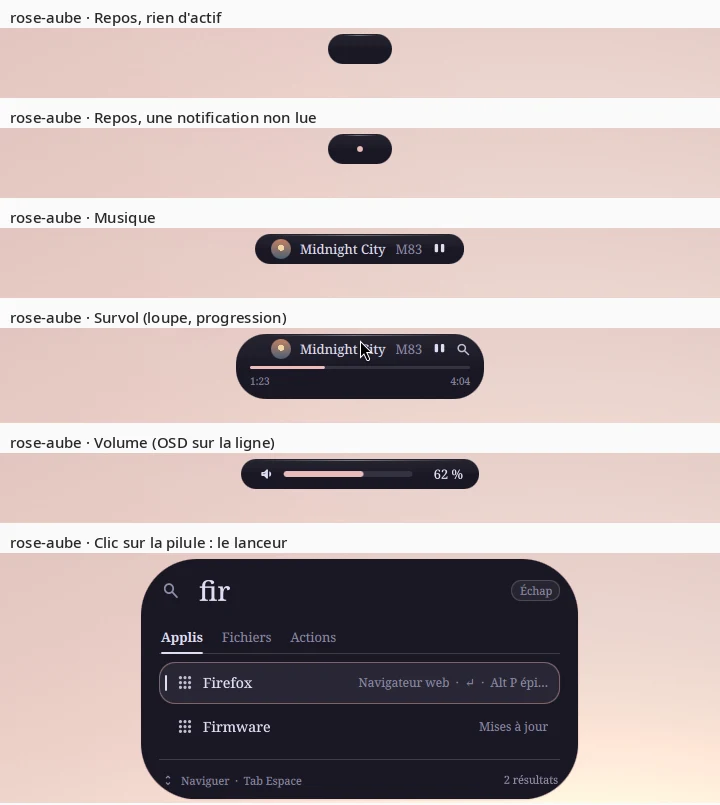 rose-aube · Repos, rien d'actif
rose-aube · Repos, une notification non lue
rose-aube · Musique
Midnight City M83
rose-aube · Survol (loupe, progression)
Midnight City M83
1:23 4:04
rose-aube · Volume (OSD sur la ligne)
62 %
rose-aube · Clic sur la pilule : le lanceur
fir Échap
Applis Fichiers Actions
Firefox Navigateur web · ↵ · Alt P épi…
Firmware Mises à jour
Naviguer · Tab Espace 2 résultats